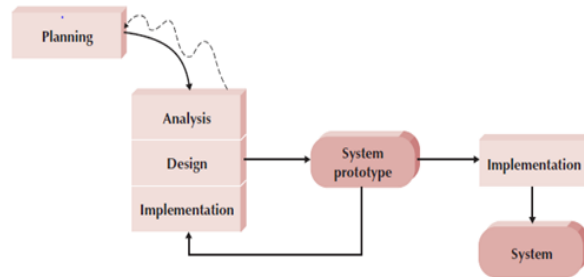 Planning
Analysis
Design
Implementation
System
prototype
Implementation
System